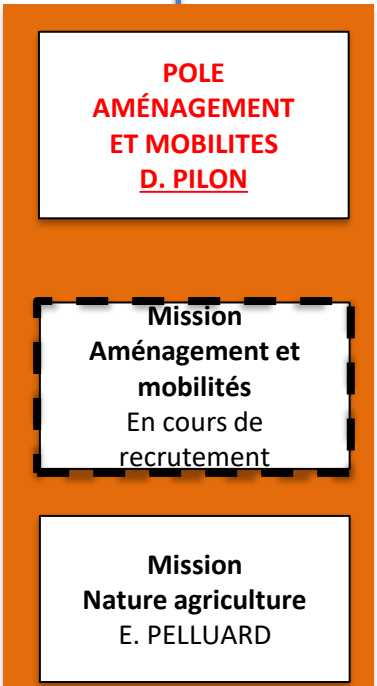 POLE
AMÉNAGEMENT
ET MOBILITES
D. PILON
Mission
Aménagement et
mobilités
En cours de
recrutement
Mission
Nature agriculture
E. PELLUARD